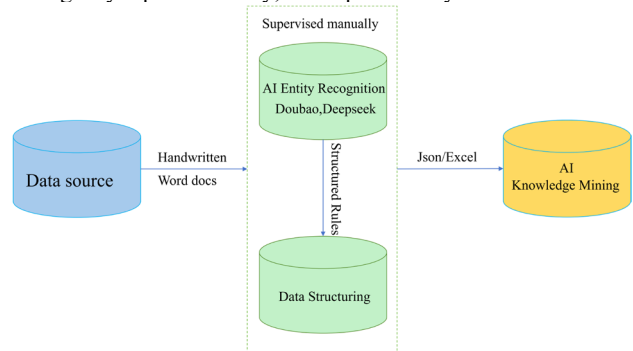 Supervised manually
AI Entity Recognition
Doubao,Deepseek
Data source
Handwritten
Word docs
Structured Rules
Json/Excel
AI
Knowledge Mining
Data Structuring